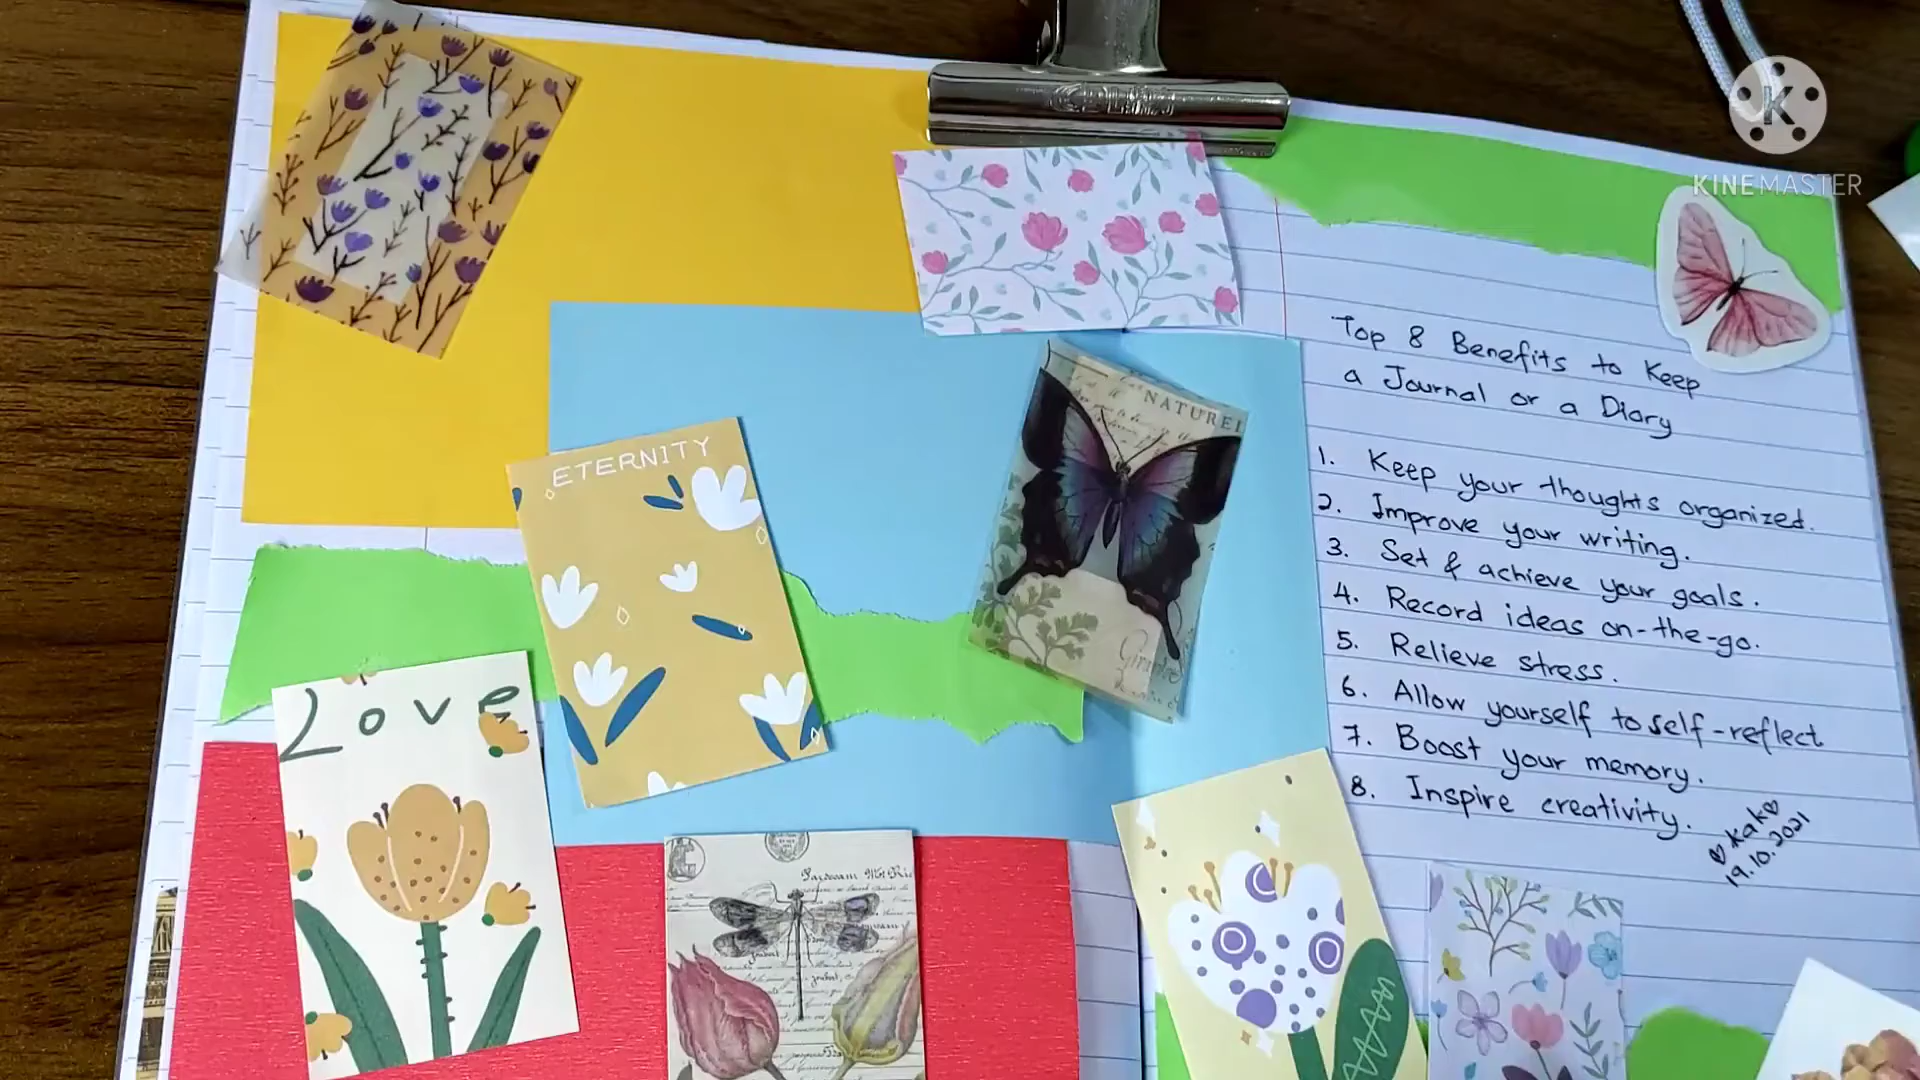 KINEMASTER
ETERNITY
NATUREL
Love
Top 8 Benefits to Keep
a Journal or a Diary
1. Keep your thoughts organized.
2. Improve your writing.
3. Set & achieve your goals.
4. Record ideas on-the-go.
5. Relieve stress.
6. Allow yourself to self-reflect
7. Boost your memory.
8. Inspire creativity.
♡ Kak ♡
19.10.2021